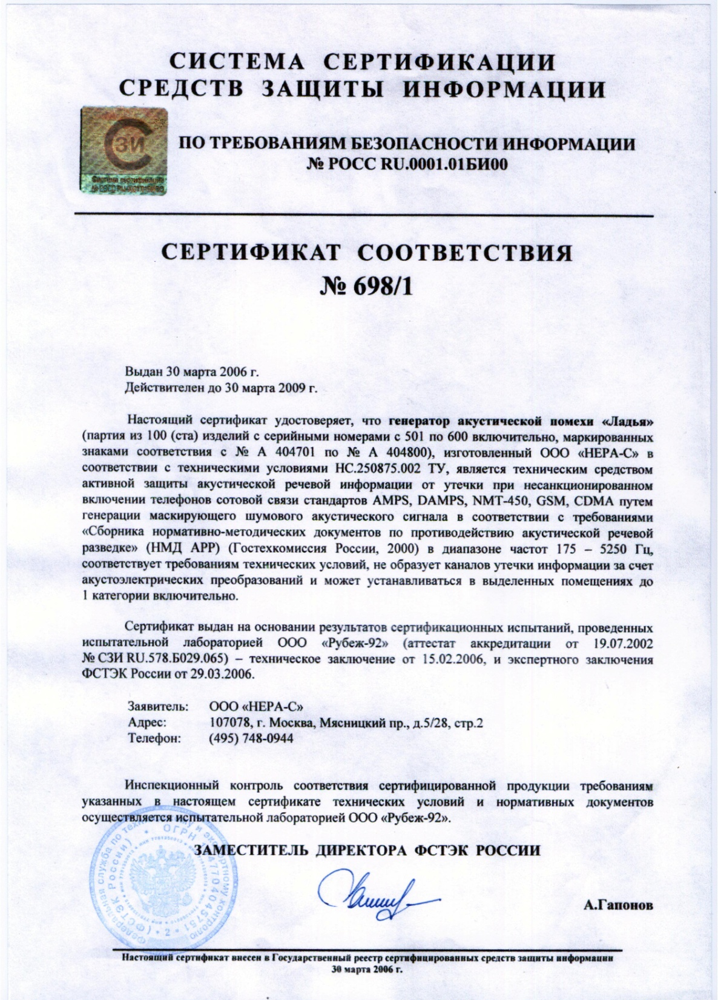 СИСТЕМА СЕРТИФИКАЦИИ
СРЕДСТВ ЗАЩИТЫ ИНФОРМАЦИИ
СЗИ
Система сертификации
ПО ТРЕБОВАНИЯМ БЕЗОПАСНОСТИ ИНФОРМАЦИИ
№ РОСС RU.0001.01БИ00
СЕРТИФИКАТ СООТВЕТСТВИЯ
№ 698/1
Выдан 30 марта 2006 г.
Действителен до 30 марта 2009 г.
Настоящий сертификат удостоверяет, что генератор акустической помехи «Ладья»
(партия из 100 (ста) изделий с серийными номерами с 501 по 600 включительно, маркированных
знаками соответствия с № А 404701 по № А 404800), изготовленный ООО «НЕРА-С» в
соответствии с техническими условиями НС.250875.002 ТУ, является техническим средством
активной защиты акустической речевой информации от утечки при несанкционированном
включении телефонов сотовой связи стандартов AMPS, DAMPS, NMT-450, GSM, CDMA путем
генерации маскирующего шумового акустического сигнала в соответствии с требованиями
«Сборника нормативно-методических документов по противодействию акустической речевой
разведке» (НМД АРР) (Гостехкомиссия России, 2000) в диапазоне частот 175 – 5250 Гц,
соответствует требованиям технических условий, не образует каналов утечки информации за счет
акустоэлектрических преобразований и может устанавливаться в выделенных помещениях до
1 категории включительно.
Сертификат выдан на основании результатов сертификационных испытаний, проведенных
испытательной лабораторией ООО «Рубеж-92» (аттестат аккредитации от 19.07.2002
№ СЗИ RU.578.Б029.065) – техническое заключение от 15.02.2006, и экспертного заключения
ФСТЭК России от 29.03.2006.
Заявитель: ООО «НЕРА-С»
Адрес: 107078, г. Москва, Мясницкий пр., д.5/28, стр.2
Телефон: (495) 748-0944
Инспекционный контроль соответствия сертифицированной продукции требованиям
указанных в настоящем сертификате технических условий и нормативных документов
осуществляется испытательной лабораторией ООО «Рубеж-92».
Федеральная служба по техническому и экспортному контролю
(ФСТЭК РОССИИ)
ОГРН
2
ЗАМЕСТИТЕЛЬ ДИРЕКТОРА ФСТЭК РОССИИ
А.Гапонов
Настоящий сертификат внесен в Государственный реестр сертифицированных средств защиты информации
30 марта 2006 г.